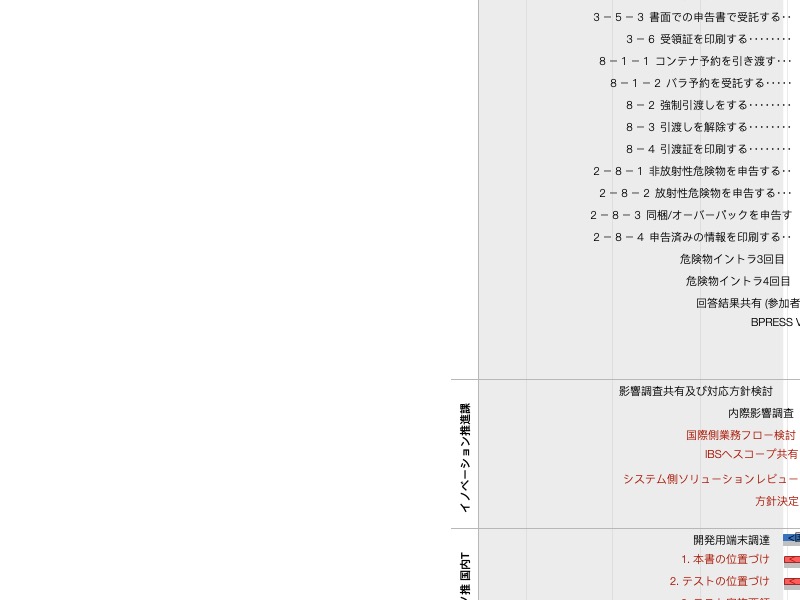 3－5－3 書面での申告書で受託する‥
3－6 受領証を印刷する‥‥‥‥
8－1－1 コンテナ予約を引き渡す…
8－1－2 バラ予約を受託する‥…
8－2 強制引渡しをする‥‥‥‥
8－3 引渡しを解除する‥‥‥‥
8－4 引渡証を印刷する‥‥‥‥
2－8－1 非放射性危険物を申告する‥
2－8－2 放射性危険物を申告する…
2－8－3 同梱/オーバーパックを申告す
2－8－4 申告済みの情報を印刷する‥
危険物イントラ3回目
危険物イントラ4回目
回答結果共有 (参加者
BPRESS V
イノベーション推進課
影響調査共有及び対応方針検討
内際影響調査
国際側業務フロー検討
IBSへスコープ共有
システム側ソリューションレビュー
方針決定
推 国内T
開発用端末調達
1. 本書の位置づけ
2. テストの位置づけ